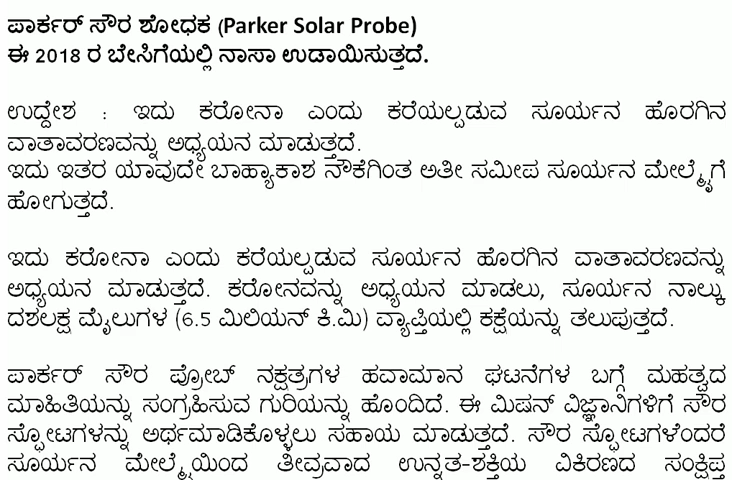 ಪಾರ್ಕರ್ ಸೌರ ಶೋಧಕ (Parker Solar Probe)
ಈ 2018 ರ ಬೇಸಿಗೆಯಲ್ಲಿ ನಾಸಾ ಉಡಾಯಿಸುತ್ತದೆ.
ಉದ್ದೇಶ : ಇದು ಕರೋನಾ ಎಂದು ಕರೆಯಲ್ಪಡುವ ಸೂರ್ಯನ ಹೊರಗಿನ
ವಾತಾವರಣವನ್ನು ಅಧ್ಯಯನ ಮಾಡುತ್ತದೆ.
ಇದು ಇತರ ಯಾವುದೇ ಬಾಹ್ಯಾಕಾಶ ನೌಕೆಗಿಂತ ಅತೀ ಸಮೀಪ ಸೂರ್ಯನ ಮೇಲ್ಮೈಗೆ
ಹೋಗುತ್ತದೆ.
ಇದು ಕರೋನಾ ಎಂದು ಕರೆಯಲ್ಪಡುವ ಸೂರ್ಯನ ಹೊರಗಿನ ವಾತಾವರಣವನ್ನು
ಅಧ್ಯಯನ ಮಾಡುತ್ತದೆ. ಕರೋನವನ್ನು ಅಧ್ಯಯನ ಮಾಡಲು, ಸೂರ್ಯನ ನಾಲ್ಕು
ದಶಲಕ್ಷ ಮೈಲುಗಳ (6.5 ಮಿಲಿಯನ್ ಕಿ.ಮಿ) ವ್ಯಾಪ್ತಿಯಲ್ಲಿ ಕಕ್ಷೆಯನ್ನು ತಲುಪುತ್ತದೆ.
ಪಾರ್ಕರ್ ಸೌರ ಪ್ರೋಬ್ ನಕ್ಷತ್ರಗಳ ಹವಾಮಾನ ಘಟನೆಗಳ ಬಗ್ಗೆ ಮಹತ್ವದ
ಮಾಹಿತಿಯನ್ನು ಸಂಗ್ರಹಿಸುವ ಗುರಿಯನ್ನು ಹೊಂದಿದೆ. ಈ ಮಿಷನ್ ವಿಜ್ಞಾನಿಗಳಿಗೆ ಸೌರ
ಸ್ಫೋಟಗಳನ್ನು ಅರ್ಥಮಾಡಿಕೊಳ್ಳಲು ಸಹಾಯ ಮಾಡುತ್ತದೆ. ಸೌರ ಸ್ಫೋಟಗಳೆಂದರೆ
ಸೂರ್ಯನ ಮೇಲ್ಮೈಯಿಂದ ತೀವ್ರವಾದ ಉನ್ನತ-ಶಕ್ತಿಯ ವಿಕಿರಣದ ಸಂಕ್ಷಿಪ್ತ